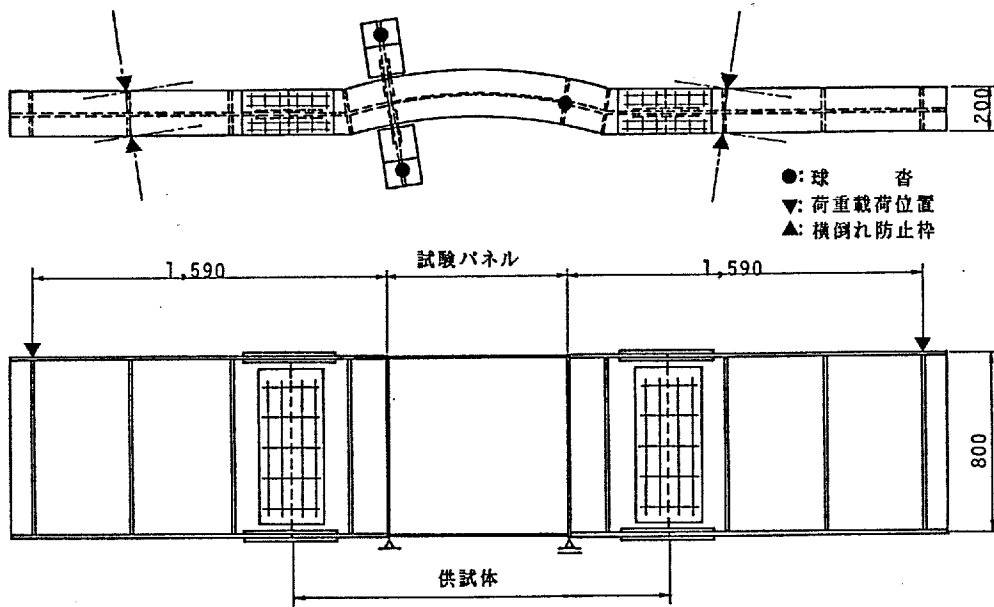 200
●: 球 沓
▼: 荷重載荷位置
▲: 横倒れ防止枠
1,590
試験パネル
1,590
800
供試体